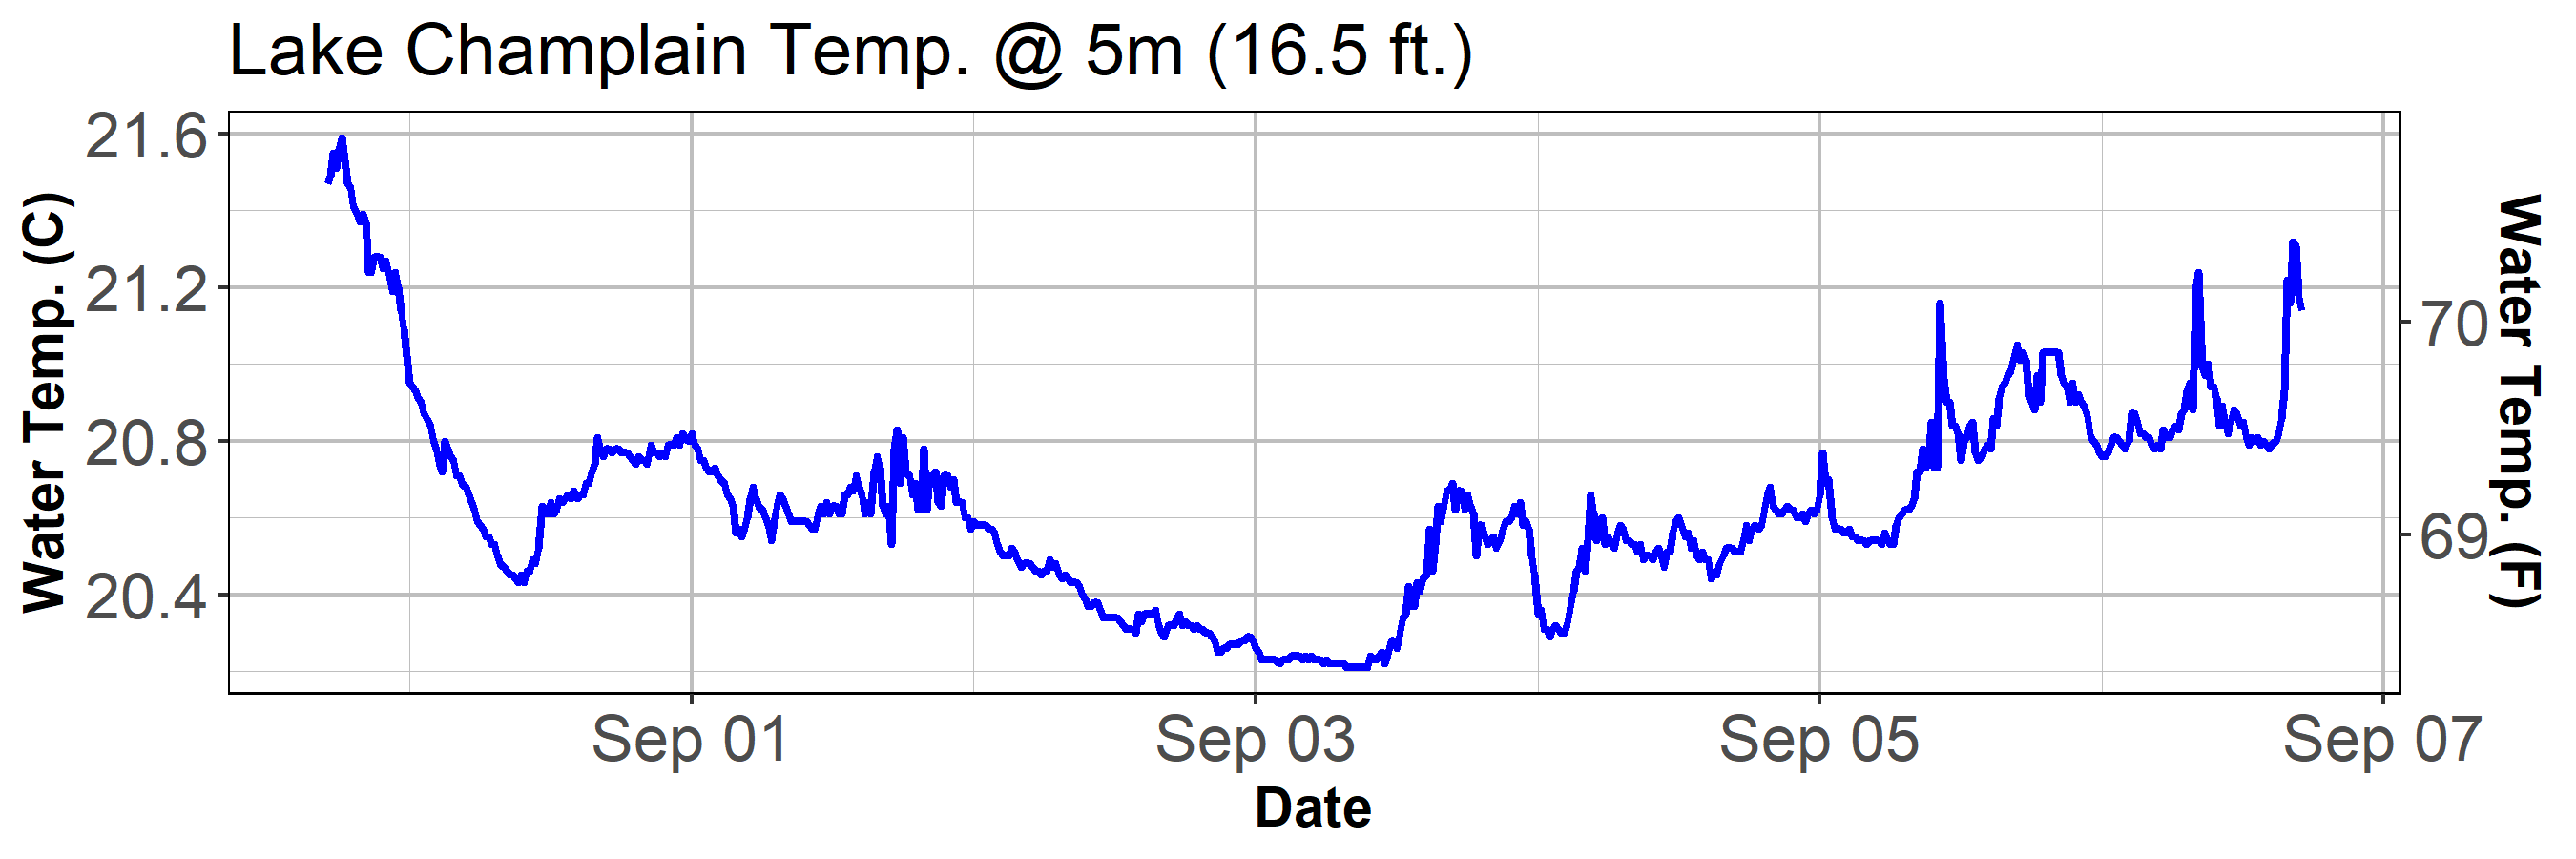 Lake Champlain Temp. @ 5m (16.5 ft.)
Water Temp. (C)
21.6
21.2
20.8
20.4
70
69
Water Temp. (F)
Sep 01 Sep 03 Sep 05 Sep 07
Date